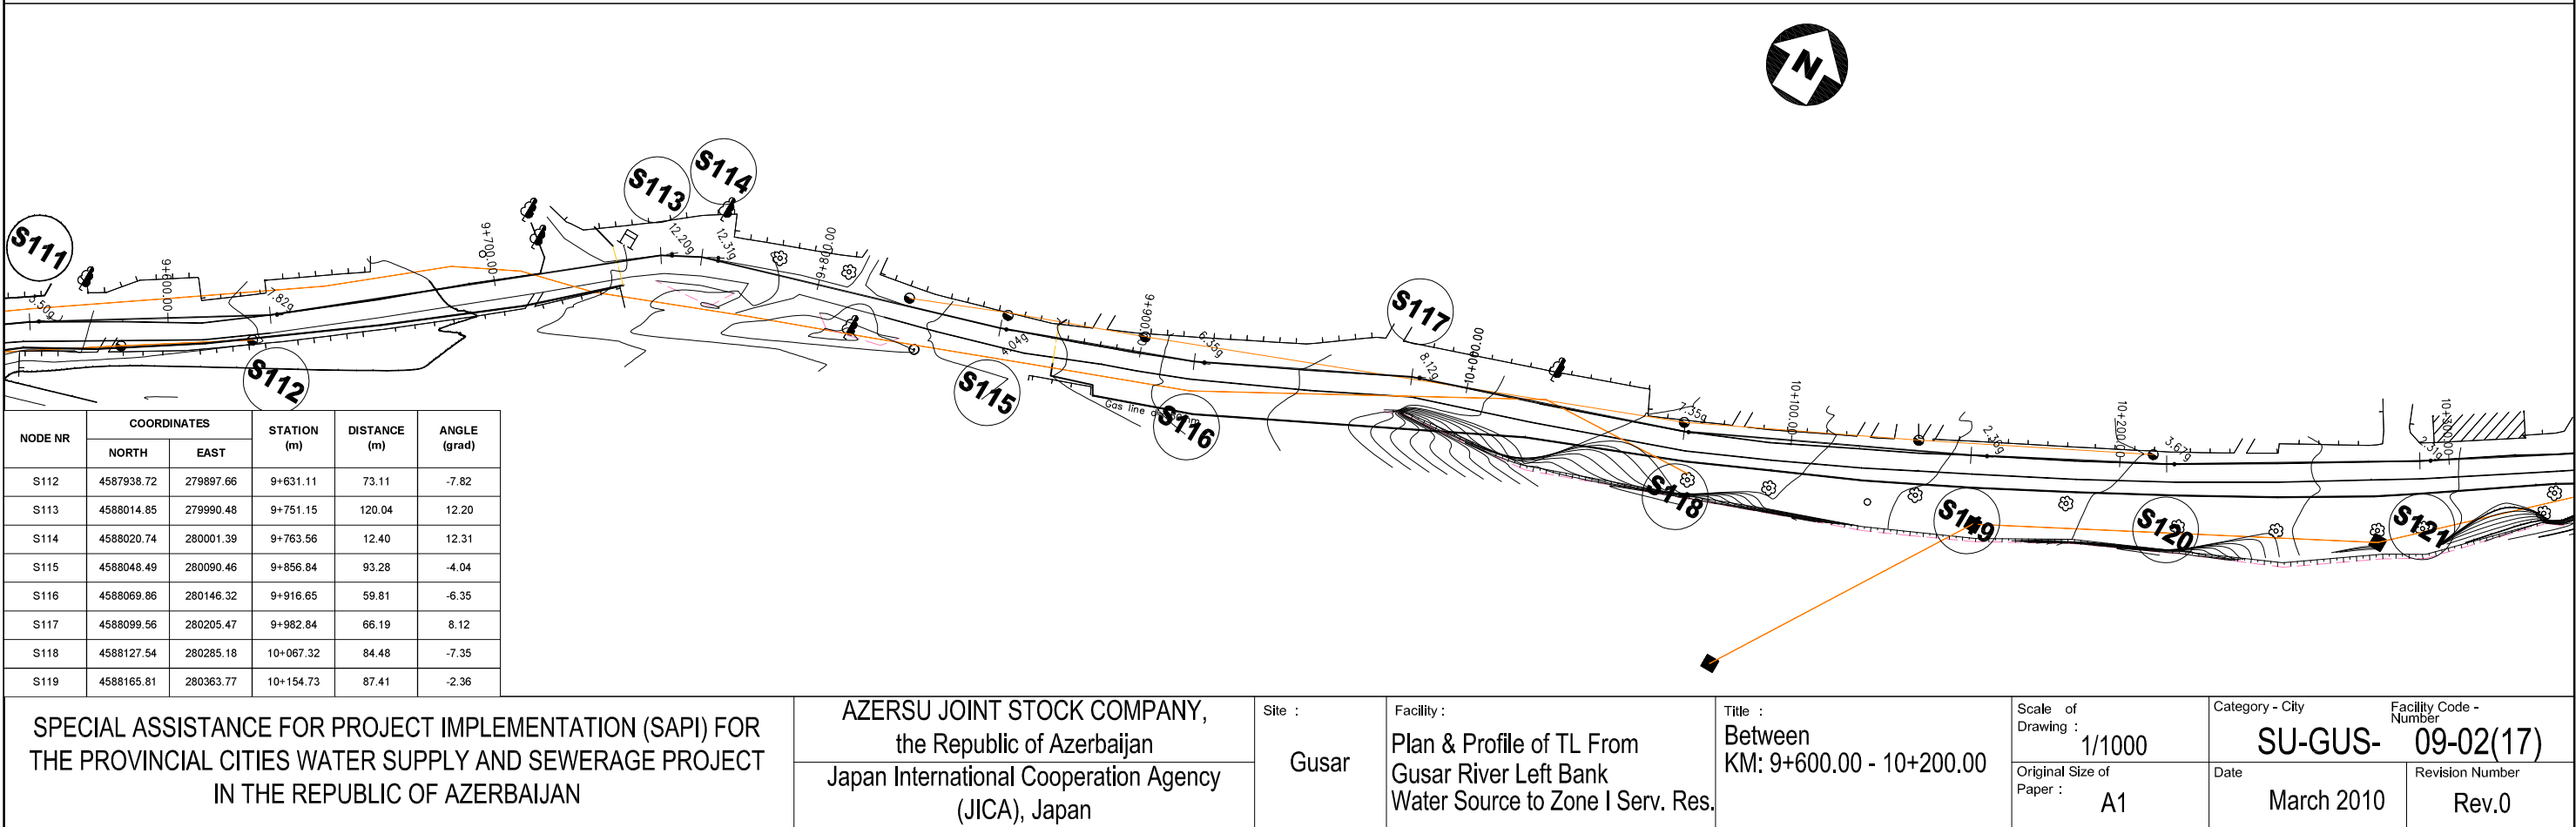 N
S111
S112
S113
S114
S115
S116
S117
S118
S119
S120
S121
9+600.00
9+700.00
9+800.00
10+000.00
10+100.00
10+200.00
10+300.00
7.82g
12.20g
12.31g
4.04g
6.35g
8.12g
7.35g
2.36g
3.67g
2.31g
Gas line
NODE NR COORDINATES STATION (m) DISTANCE (m) ANGLE (grad)
NORTH EAST
S112 4587938.72 279897.66 9+631.11 73.11 -7.82
S113 4588014.85 279990.48 9+751.15 120.04 12.20
S114 4588020.74 280001.39 9+763.56 12.40 12.31
S115 4588048.49 280090.46 9+856.84 93.28 -4.04
S116 4588069.86 280146.32 9+916.65 59.81 -6.35
S117 4588099.56 280205.47 9+982.84 66.19 8.12
S118 4588127.54 280285.18 10+067.32 84.48 -7.35
S119 4588165.81 280363.77 10+154.73 87.41 -2.36
SPECIAL ASSISTANCE FOR PROJECT IMPLEMENTATION (SAPI) FOR
THE PROVINCIAL CITIES WATER SUPPLY AND SEWERAGE PROJECT
IN THE REPUBLIC OF AZERBAIJAN
AZERSU JOINT STOCK COMPANY,
the Republic of Azerbaijan
Japan International Cooperation Agency
(JICA), Japan
Site :
Gusar
Facility :
Plan & Profile of TL From
Gusar River Left Bank
Water Source to Zone I Serv. Res.
Title :
Between
KM: 9+600.00 - 10+200.00
Scale of
Drawing :
1/1000
Original Size of
Paper :
A1
Category - City
SU-GUS-
Facility Code -
Number
09-02(17)
Date
March 2010
Revision Number
Rev.0